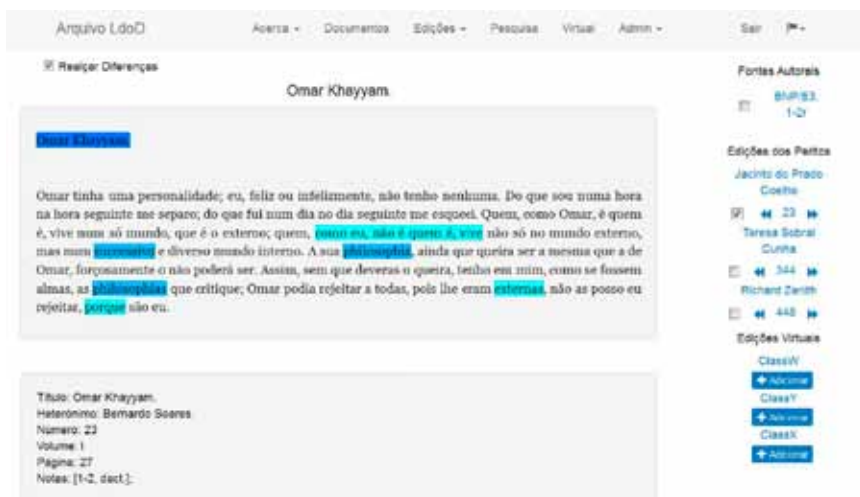 Arquivo LdoD Acerca Documentos Edições Pesquisa Virtual Admin Sair
Realçar Diferenças
Omar Khayyam
Omar Khayyam
Omar tinha uma personalidade; eu, feliz ou infelizmente, não tenho nenhuma. Do que sou numa hora
na hora seguinte me separo; do que fui num dia no dia seguinte me esqueci. Quem, como Omar, é quem
é, vive num só mundo, que é o externo; quem, como eu, não é quem é, vive não só no mundo externo,
mas num successivo e diverso mundo interno. A sua philosophia, ainda que queira ser a mesma que a de
Omar, forçosamente o não poderá ser. Assim, sem que deveras o queira, tenho em mim, como se fossem
almas, as philosophias que critique; Omar podia rejeitar a todas, pois lhe eram externas, não as posso eu
rejeitar, porque são eu.
Título: Omar Khayyam.
Heterónimo: Bernardo Soares
Número: 23
Volume: I
Página: 27
Notas: [1-2, dact.];
Fontes Autorais
BNP/E3,
1-2r
Edições dos Peritos
Jacinto do Prado
Coelho
23
Teresa Sobral
Cunha
344
Richard Zenith
448
Edições Virtuais
ClassW
Adicionar
ClassY
Adicionar
ClassX
Adicionar